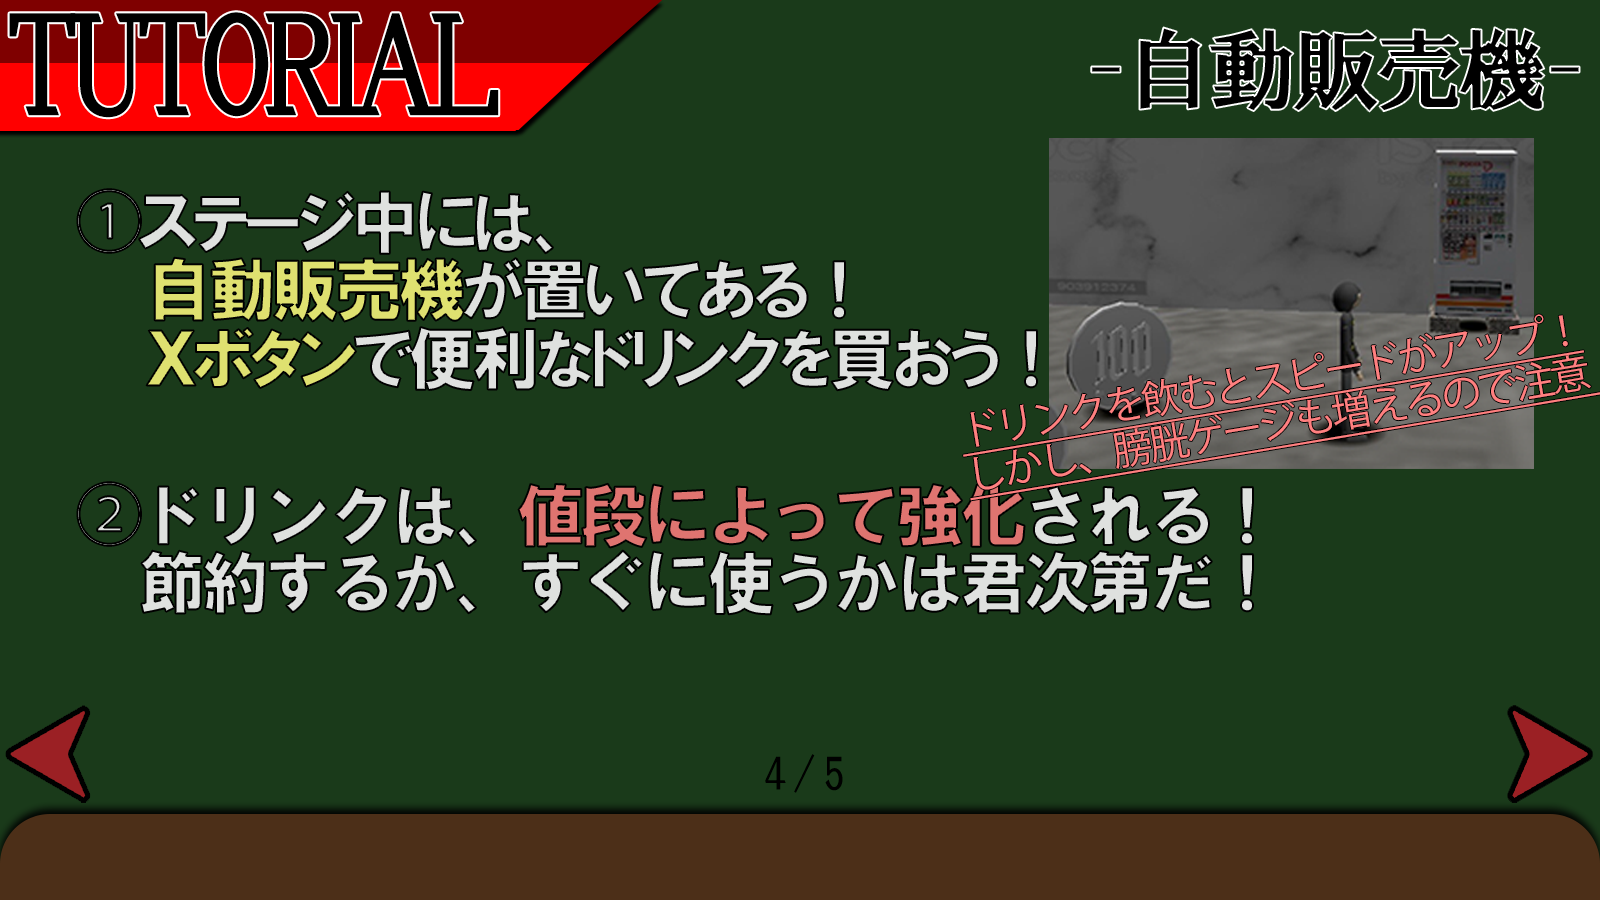 TUTORIAL
-自動販売機-
①ステージ中には、
自動販売機が置いてある！
Xボタンで便利なドリンクを買おう！
903912374
100
ドリンクを飲むとスピードがアップ！
しかし、膀胱ゲージも増えるので注意
②ドリンクは、値段によって強化される！
節約するか、すぐに使うかは君次第だ！
4/5